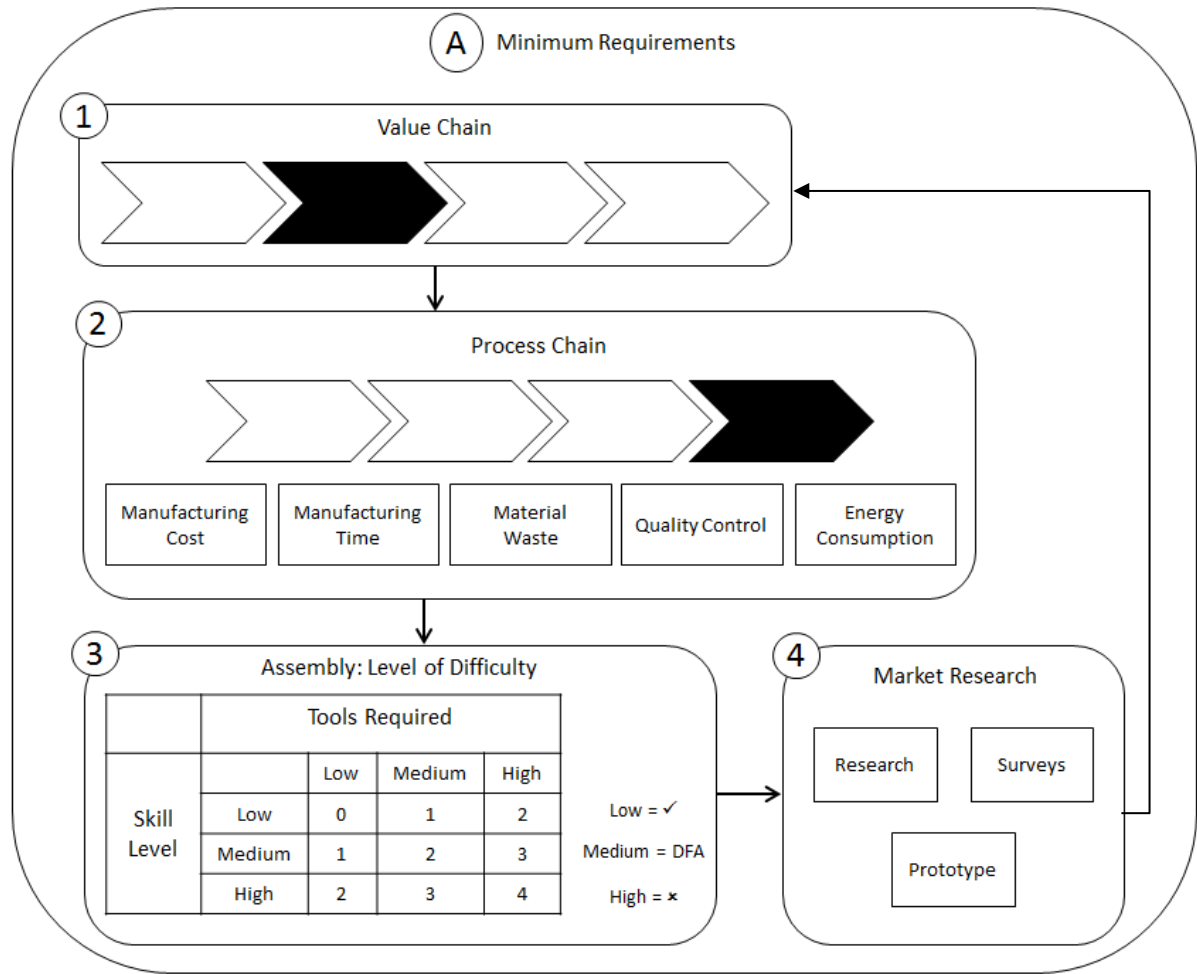 A Minimum Requirements
1
Value Chain
2
Process Chain
Manufacturing
Cost
Manufacturing
Time
Material
Waste
Quality Control
Energy
Consumption
3
Assembly: Level of Difficulty
Tools Required
Low Medium High
Skill
Level
Low 0 1 2
Medium 1 2 3
High 2 3 4
Low = ✓
Medium = DFA
High = ×
4
Market Research
Research
Surveys
Prototype